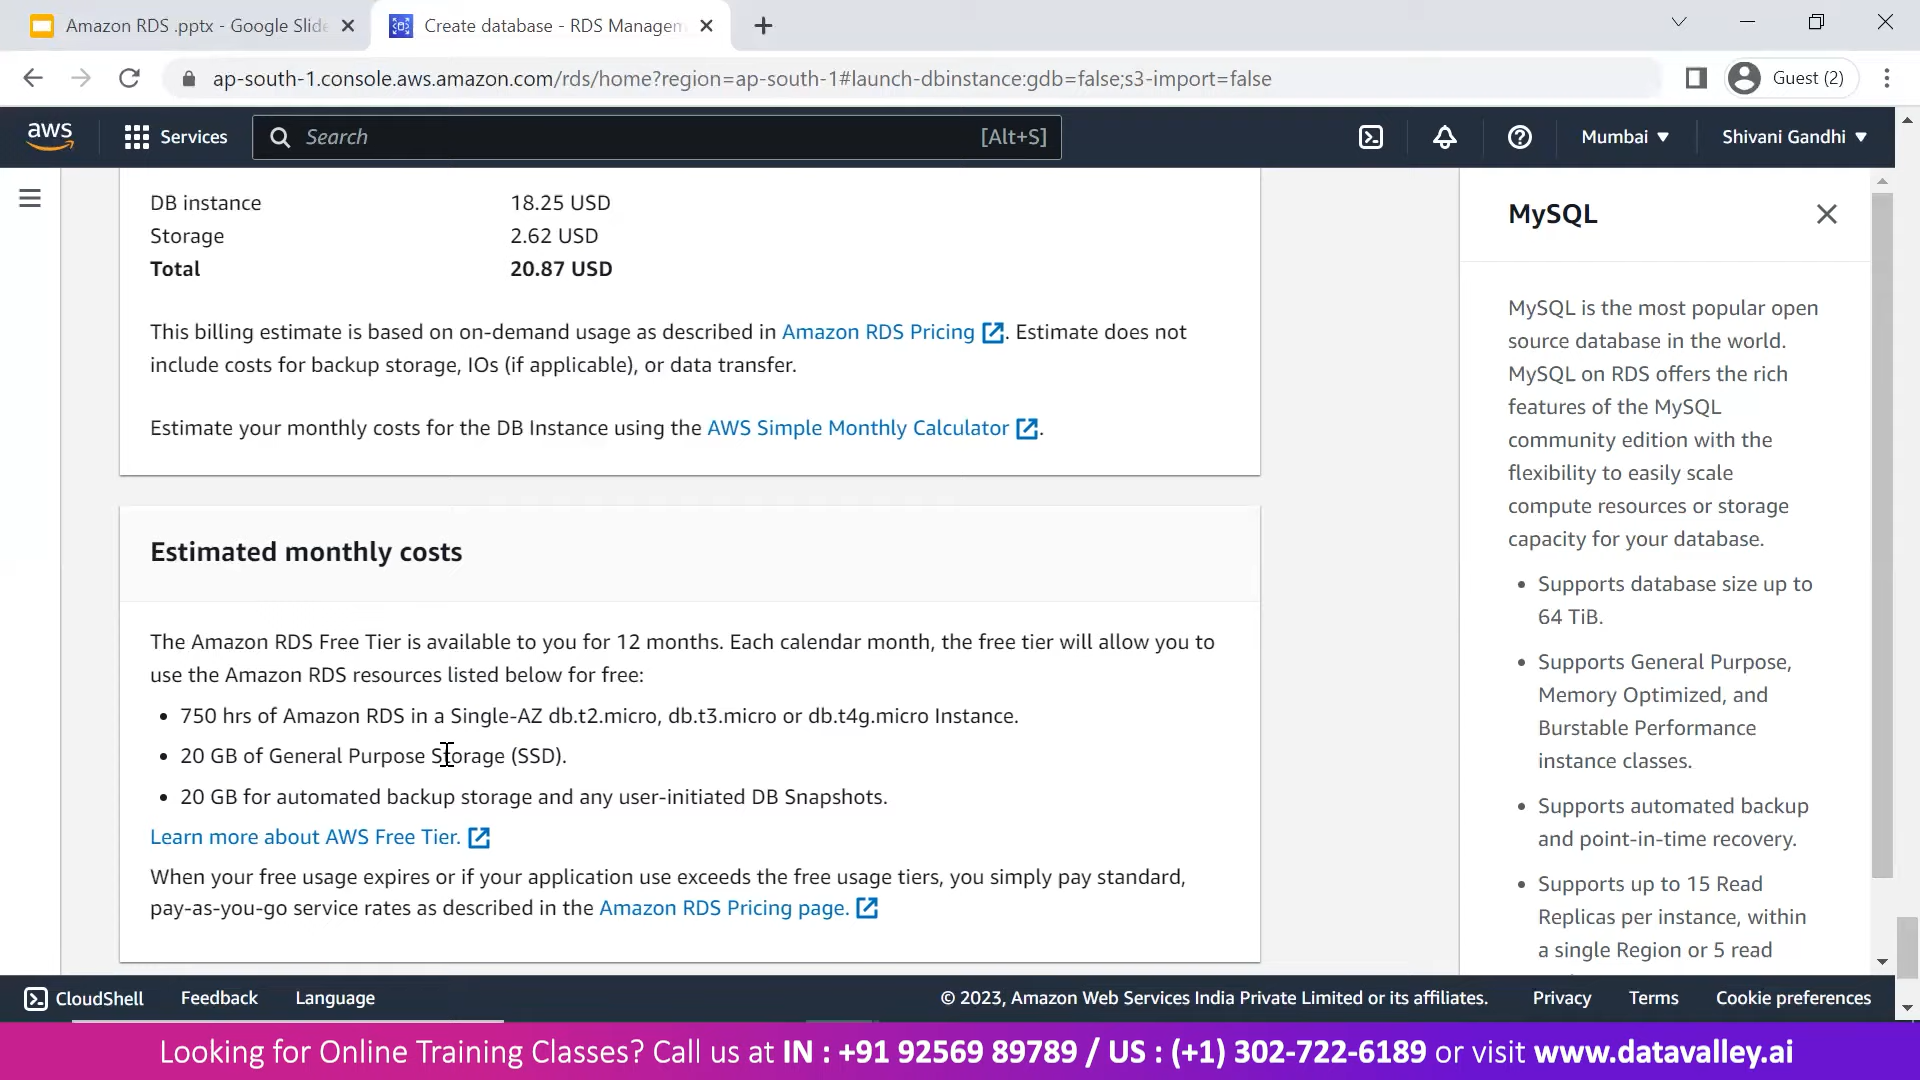 Amazon RDS .pptx - Google Slide
Create database - RDS Managem
ap-south-1.console.aws.amazon.com/rds/home?region=ap-south-1#launch-dbinstance:gdb=false;s3-import=false
Guest (2)
aws
Services
Search
[Alt+S]
Mumbai
Shivani Gandhi
DB instance 18.25 USD
Storage 2.62 USD
Total 20.87 USD
This billing estimate is based on on-demand usage as described in Amazon RDS Pricing. Estimate does not
include costs for backup storage, IOs (if applicable), or data transfer.
Estimate your monthly costs for the DB Instance using the AWS Simple Monthly Calculator.
Estimated monthly costs
The Amazon RDS Free Tier is available to you for 12 months. Each calendar month, the free tier will allow you to
use the Amazon RDS resources listed below for free:
• 750 hrs of Amazon RDS in a Single-AZ db.t2.micro, db.t3.micro or db.t4g.micro Instance.
• 20 GB of General Purpose Storage (SSD).
• 20 GB for automated backup storage and any user-initiated DB Snapshots.
Learn more about AWS Free Tier.
When your free usage expires or if your application use exceeds the free usage tiers, you simply pay standard,
pay-as-you-go service rates as described in the Amazon RDS Pricing page.
MySQL
MySQL is the most popular open
source database in the world.
MySQL on RDS offers the rich
features of the MySQL
community edition with the
flexibility to easily scale
compute resources or storage
capacity for your database.
• Supports database size up to
64 TiB.
• Supports General Purpose,
Memory Optimized, and
Burstable Performance
instance classes.
• Supports automated backup
and point-in-time recovery.
• Supports up to 15 Read
Replicas per instance, within
a single Region or 5 read
CloudShell
Feedback
Language
© 2023, Amazon Web Services India Private Limited or its affiliates.
Privacy
Terms
Cookie preferences
Looking for Online Training Classes? Call us at IN : +91 92569 89789 / US : (+1) 302-722-6189 or visit www.datavalley.ai